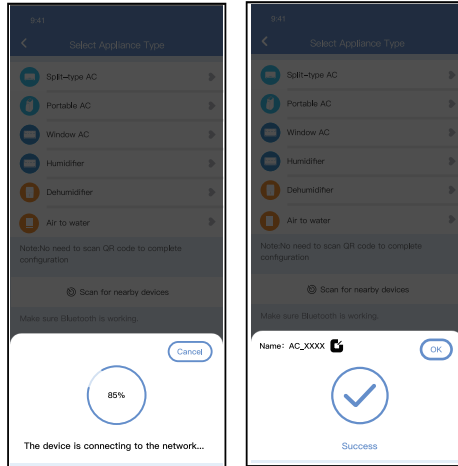 9:41
Select Appliance Type
Split-type AC
Portable AC
Window AC
Humidifier
Dehumidifier
Air to water
Note:No need to scan QR code to complete
configuration
Scan for nearby devices
Make sure Bluetooth is working.
Cancel
85%
The device is connecting to the network...
9:41
Select Appliance Type
Split-type AC
Portable AC
Window AC
Humidifier
Dehumidifier
Air to water
Note:No need to scan QR code to complete
configuration
Scan for nearby devices
Make sure Bluetooth is working.
Name: AC_XXXX
OK
Success